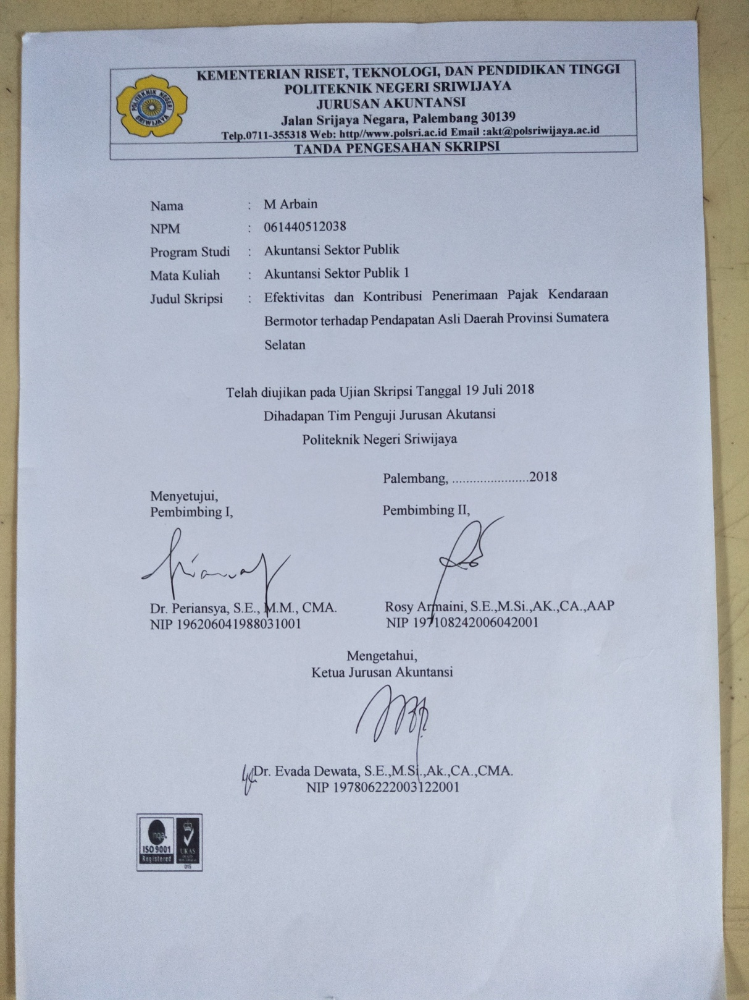 KEMENTERIAN RISET, TEKNOLOGI, DAN PENDIDIKAN TINGGI
POLITEKNIK NEGERI SRIWIJAYA
JURUSAN AKUNTANSI
Jalan Srijaya Negara, Palembang 30139
Telp.0711-355318 Web: http//www.polsri.ac.id Email :akt@polsriwijaya.ac.id
POLITEKNIK NEGERI
SRIWIJAYA
TANDA PENGESAHAN SKRIPSI
Nama : M Arbain
NPM : 061440512038
Program Studi : Akuntansi Sektor Publik
Mata Kuliah : Akuntansi Sektor Publik 1
Judul Skripsi : Efektivitas dan Kontribusi Penerimaan Pajak Kendaraan
Bermotor terhadap Pendapatan Asli Daerah Provinsi Sumatera
Selatan
Telah diujikan pada Ujian Skripsi Tanggal 19 Juli 2018
Dihadapan Tim Penguji Jurusan Akutansi
Politeknik Negeri Sriwijaya
Palembang, ......................2018
Menyetujui,
Pembimbing I, Pembimbing II,
Dr. Periansya, S.E., M.M., CMA. Rosy Armaini, S.E.,M.Si.,AK.,CA.,AAP
NIP 196206041988031001 NIP 197108242006042001
Mengetahui,
Ketua Jurusan Akuntansi
Dr. Evada Dewata, S.E.,M.Si.,Ak.,CA.,CMA.
NIP 197806222003122001
nqa
ISO 9001
Registered
UKAS
015